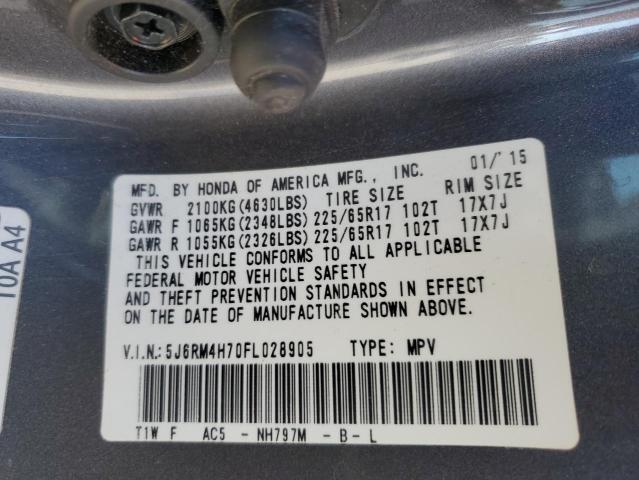 MFD. BY HONDA OF AMERICA MFG., INC. 01/'15
GVWR 2100KG(4630LBS) TIRE SIZE RIM SIZE
GAWR F 1065KG(2348LBS) 225/65R17 102T 17X7J
GAWR R 1055KG(2326LBS) 225/65R17 102T 17X7J
THIS VEHICLE CONFORMS TO ALL APPLICABLE
FEDERAL MOTOR VEHICLE SAFETY
AND THEFT PREVENTION STANDARDS IN EFFECT
ON THE DATE OF MANUFACTURE SHOWN ABOVE.
V.I.N.:5J6RM4H70FL028905 TYPE: MPV
T1W F AC5 - NH797M - B - L
10A A4